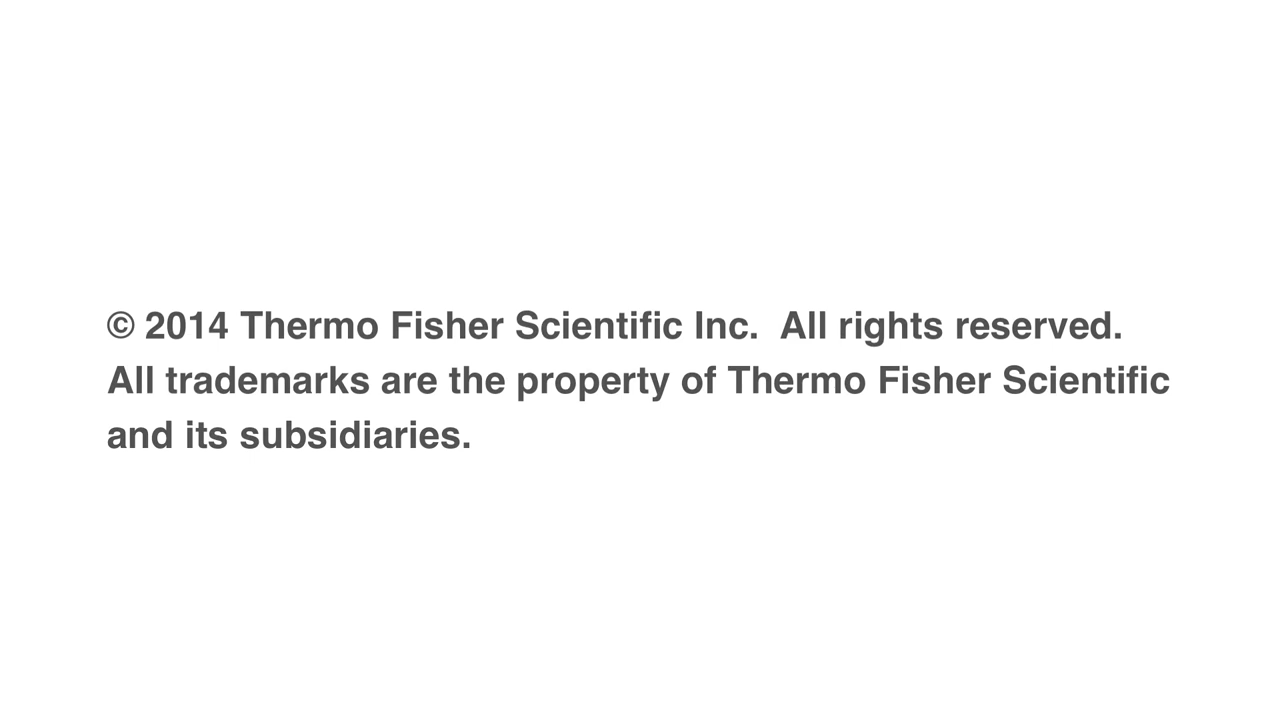 © 2014 Thermo Fisher Scientific Inc.  All rights reserved.
All trademarks are the property of Thermo Fisher Scientific
and its subsidiaries.